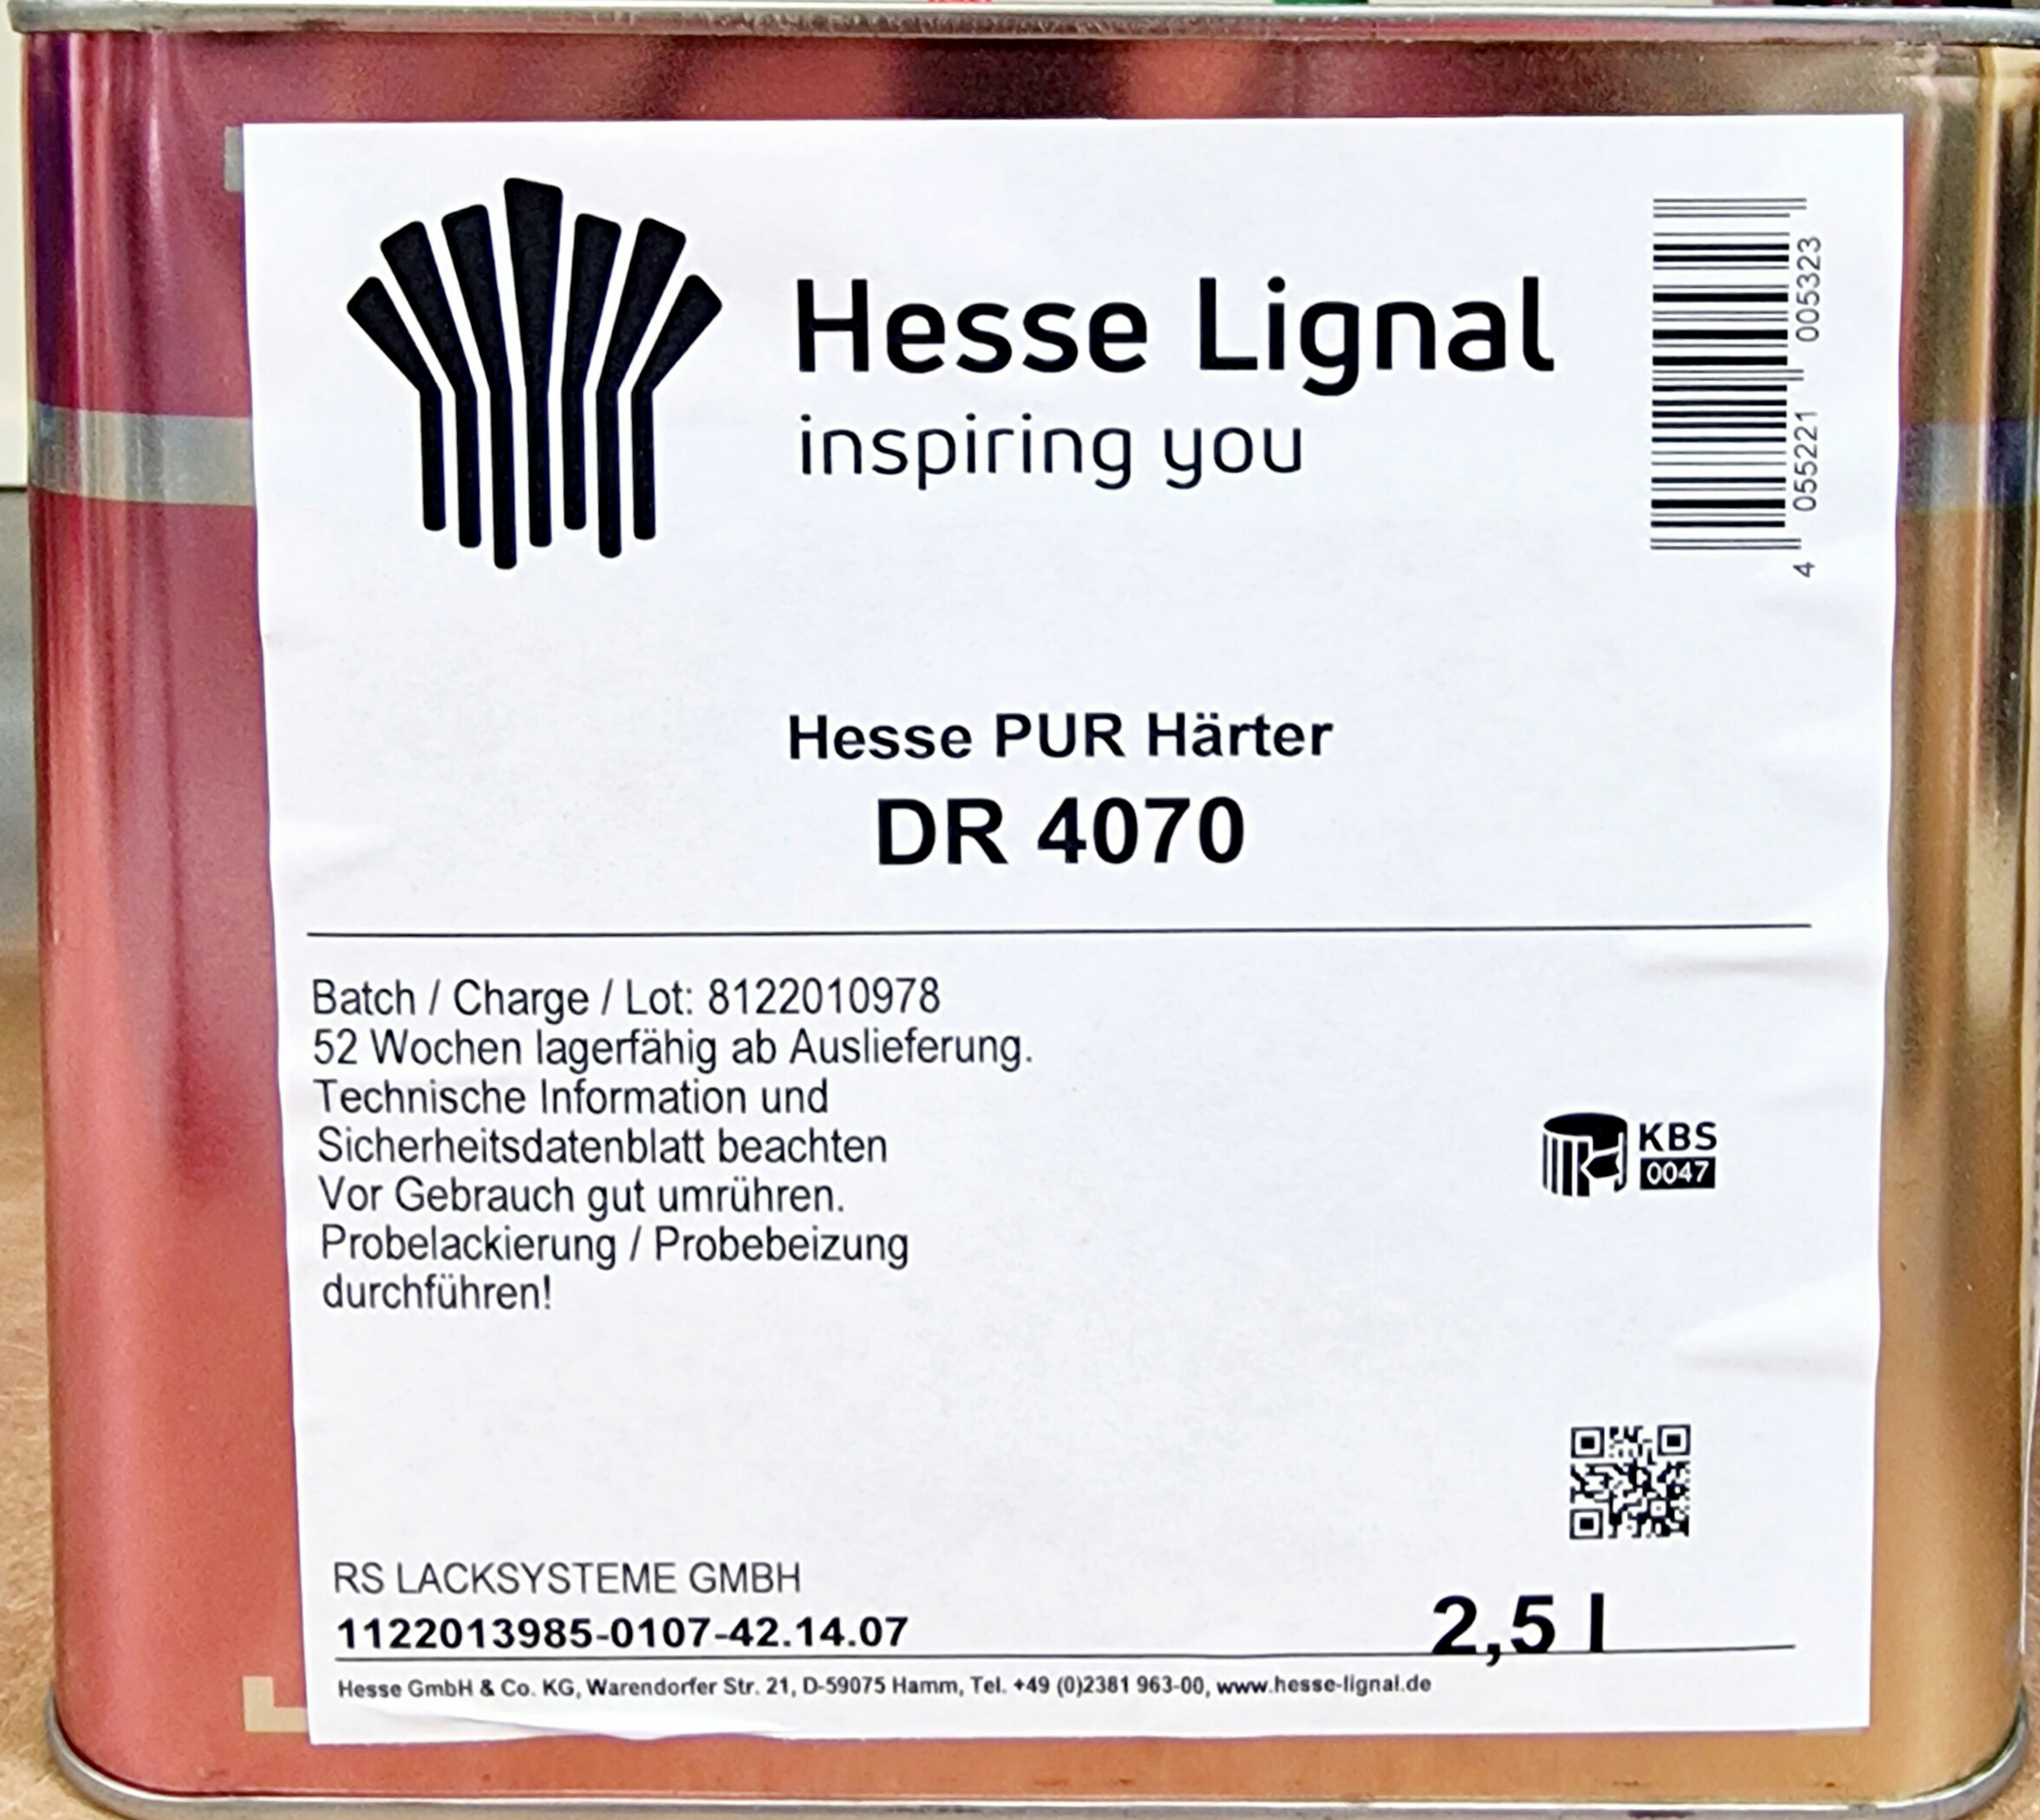 Hesse Lignal
inspiring you
4 055221 005323
Hesse PUR Härter
DR 4070
Batch / Charge / Lot: 8122010978
52 Wochen lagerfähig ab Auslieferung.
Technische Information und
Sicherheitsdatenblatt beachten
Vor Gebrauch gut umrühren.
Probelackierung / Probebeizung
durchführen!
KBS
0047
RS LACKSYSTEME GMBH
1122013985-0107-42.14.07
2,5 l
Hesse GmbH & Co. KG, Warendorfer Str. 21, D-59075 Hamm, Tel. +49 (0)2381 963-00, www.hesse-lignal.de